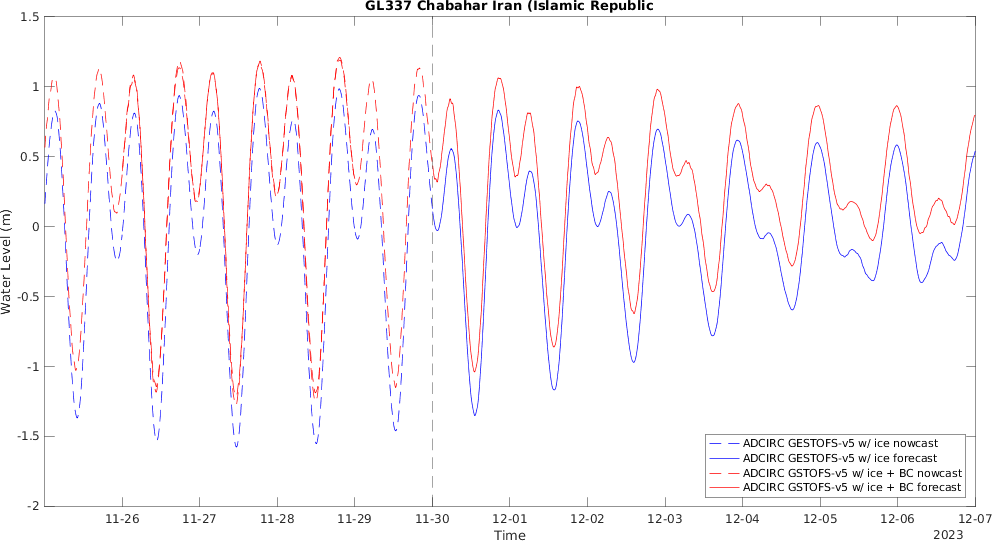 GL337 Chabahar Iran (Islamic Republic
1.5
1
0.5
0
-0.5
-1
-1.5
-2
Water Level (m)
11-26 11-27 11-28 11-29 11-30 12-01 12-02 12-03 12-04 12-05 12-06 12-07
Time
2023
ADCIRC GESTOFS-v5 w/ ice nowcast
ADCIRC GESTOFS-v5 w/ ice forecast
ADCIRC GSTOFS-v5 w/ ice + BC nowcast
ADCIRC GSTOFS-v5 w/ ice + BC forecast